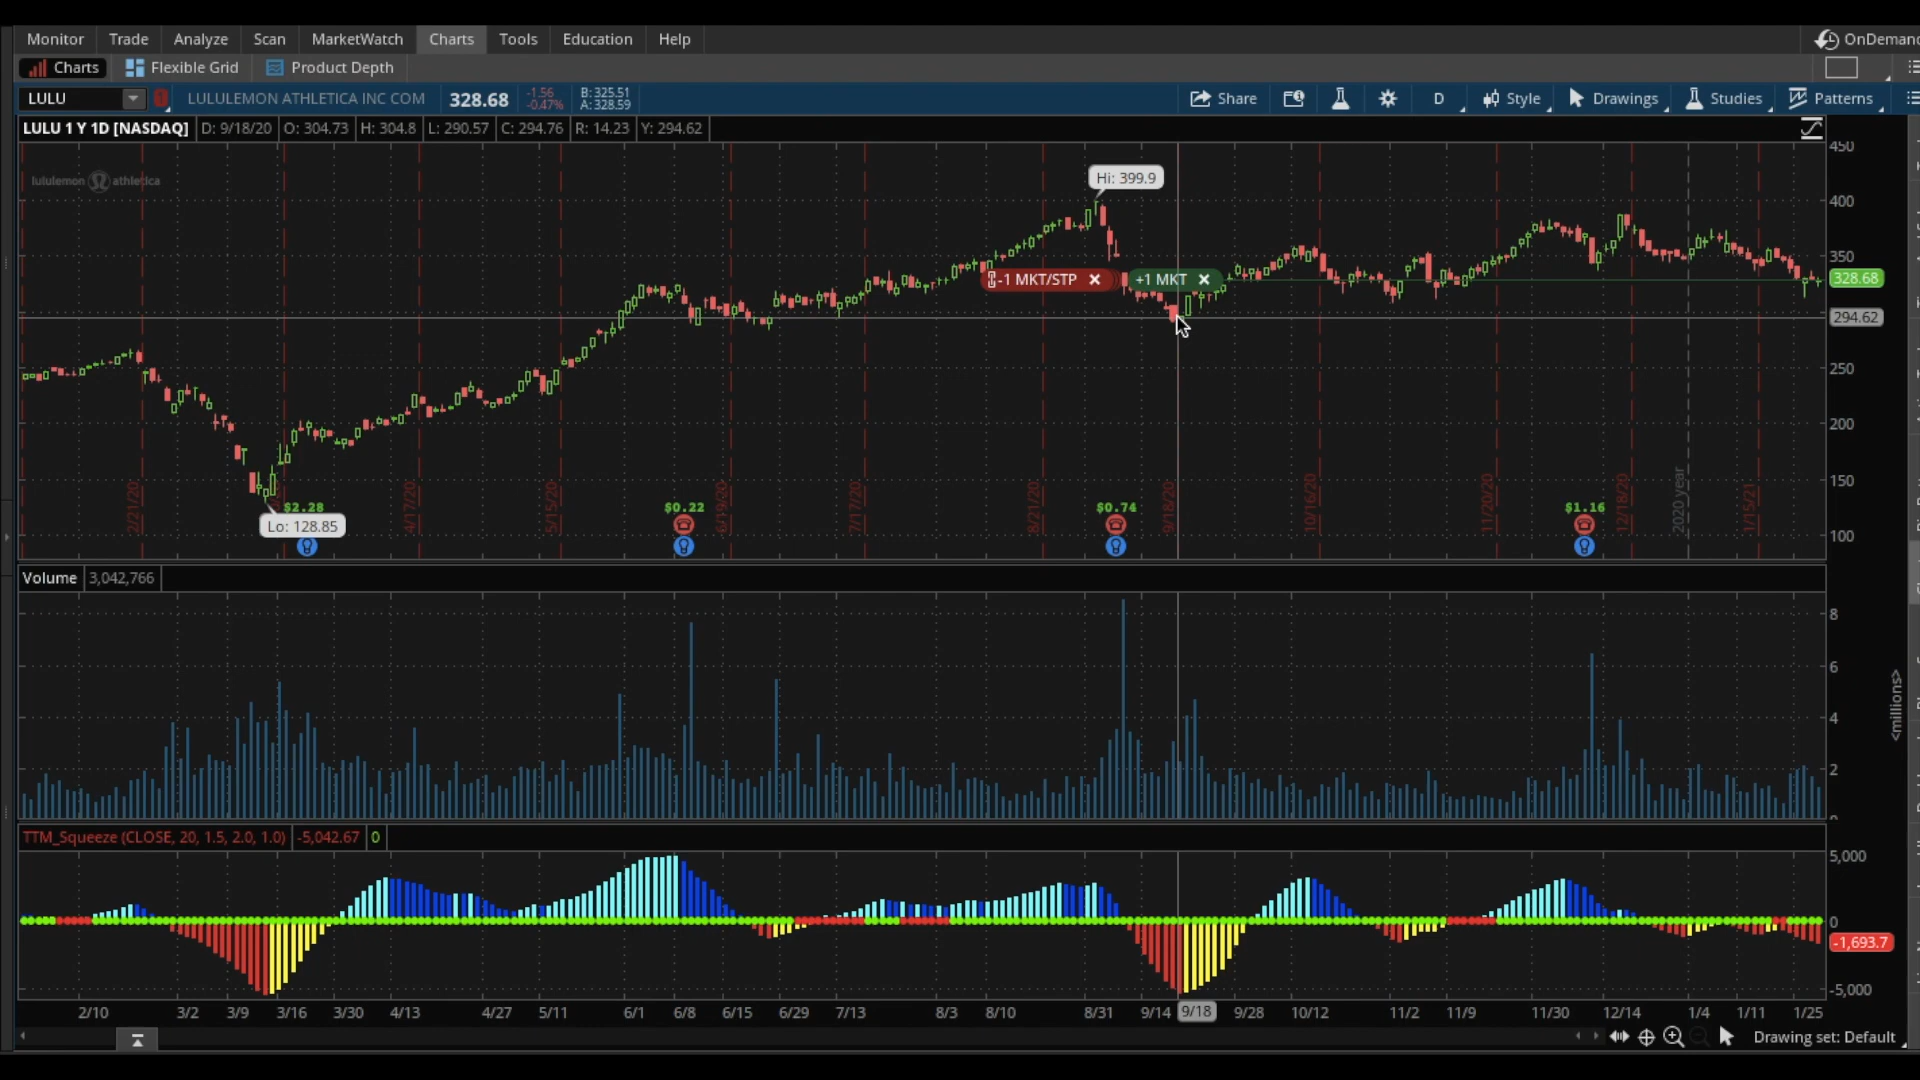 Monitor Trade Analyze Scan MarketWatch Charts Tools Education Help OnDemand
Charts Flexible Grid Product Depth
LULU 1 LULULEMON ATHLETICA INC COM 328.68 -1.56 -0.47% B: 325.51 A: 328.59 Share D Style Drawings Studies Patterns
LULU 1 Y 1D [NASDAQ] D: 9/18/20 O: 304.73 H: 304.8 L: 290.57 C: 294.76 R: 14.23 Y: 294.62
450
lululemon athletica
Hi: 399.9
400
350
-1 MKT/STP +1 MKT 328.68
294.62
250
200
150
2/21/20 4/17/20 5/15/20 6/19/20 7/17/20 8/21/20 9/18/20 10/16/20 11/20/20 12/18/20 2020 year 1/15/21
$2.28 $0.22 $0.74 $1.16
Lo: 128.85
100
Volume 3,042,766
8
6
4
2
<millions>
TTM_Squeeze (CLOSE, 20, 1.5, 2.0, 1.0) -5,042.67 0
5,000
0
-1,693.7
-5,000
2/10 3/2 3/9 3/16 3/30 4/13 4/27 5/11 6/1 6/8 6/15 6/29 7/13 8/3 8/10 8/31 9/14 9/18 9/28 10/12 11/2 11/9 11/30 12/14 1/4 1/11 1/25
Drawing set: Default